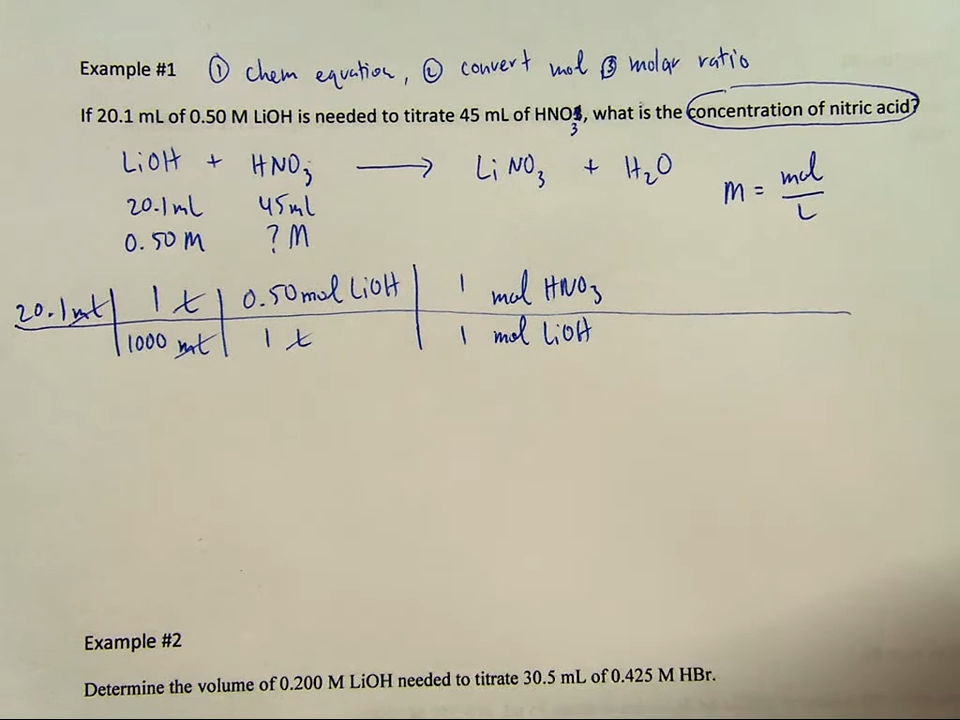 Example #1 ① chem equation, ② convert mol ③ molar ratio
If 20.1 mL of 0.50 M LiOH is needed to titrate 45 mL of HNO3, what is the concentration of nitric acid?
LiOH + HNO3 → LiNO3 + H2O
M = mol / L
20.1 ml 45 ml
0.50 M ? M
20.1 mL | 1 L | 0.50 mol LiOH | 1 mol HNO3
1000 mL | 1 L | 1 mol LiOH
Example #2
Determine the volume of 0.200 M LiOH needed to titrate 30.5 mL of 0.425 M HBr.